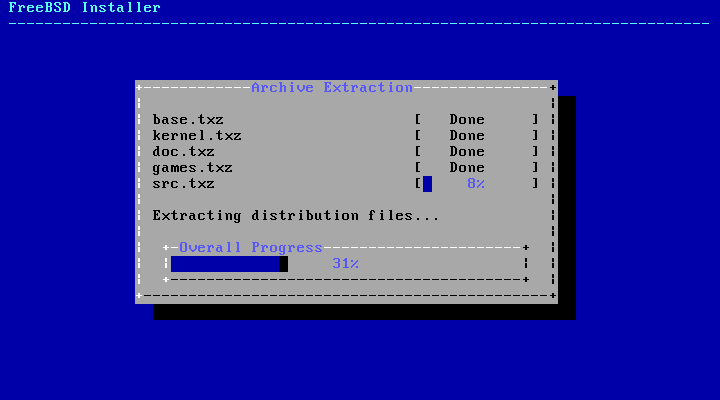 FreeBSD Installer
Archive Extraction
base.txz [ Done ]
kernel.txz [ Done ]
doc.txz [ Done ]
games.txz [ Done ]
src.txz [ 8% ]
Extracting distribution files...
Overall Progress
31%